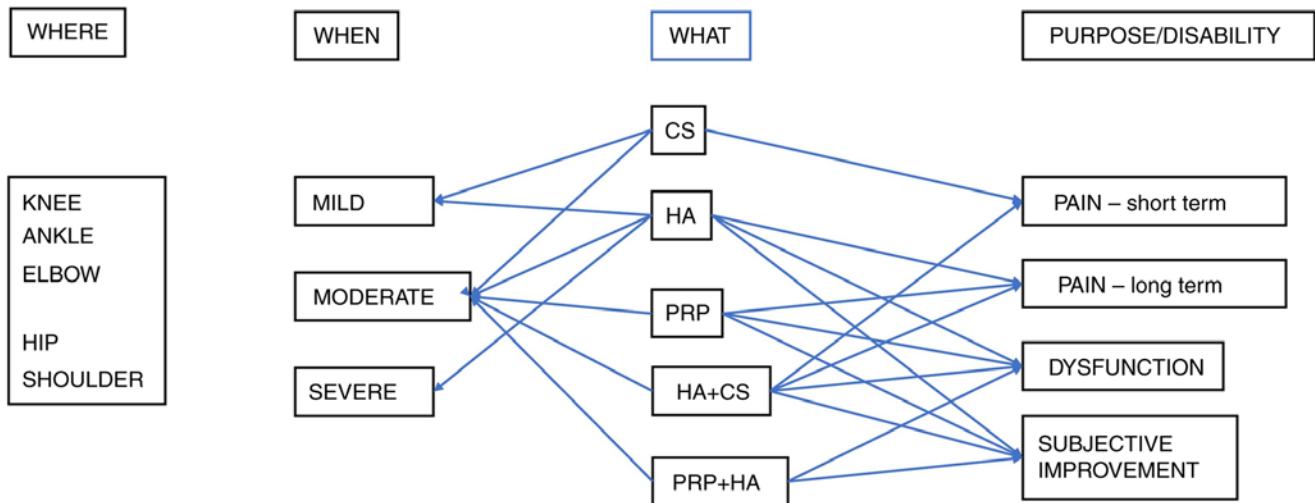 WHERE
WHEN
WHAT
PURPOSE/DISABILITY
KNEE
ANKLE
ELBOW
HIP
SHOULDER
MILD
MODERATE
SEVERE
CS
HA
PRP
HA+CS
PRP+HA
PAIN – short term
PAIN – long term
DYSFUNCTION
SUBJECTIVE
IMPROVEMENT